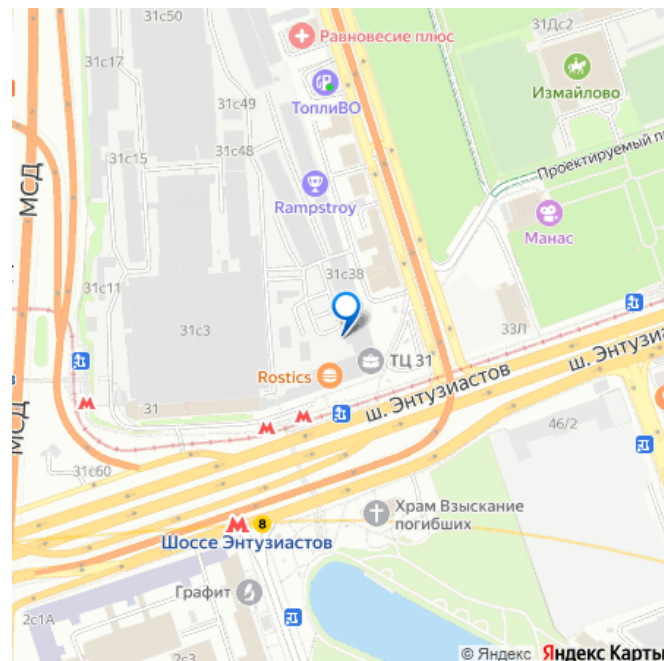 31с50
31Дс2
Равновесие плюс
31с17
Измайлово
ТоплиВО
31с49
МСД
31с15
31с48
Проектируемый п
Rampstroy
Манас
31с38
31с11
31с3
33Л
ТЦ 31
ш. Энтузиаст
Rostics
ш. Энтузиастов
31
МСД
46/2
31с60
Храм Взыскание
погибших
8
Шоссе Энтузиастов
Графит
2с1А
2с3
© Яндекс Яндекс Карты